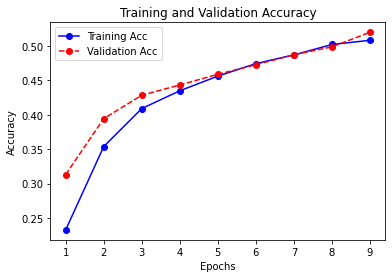 Training and Validation Accuracy
Training Acc
Validation Acc
Accuracy
0.50
0.45
0.40
0.35
0.30
0.25
1 2 3 4 5 6 7 8 9
Epochs